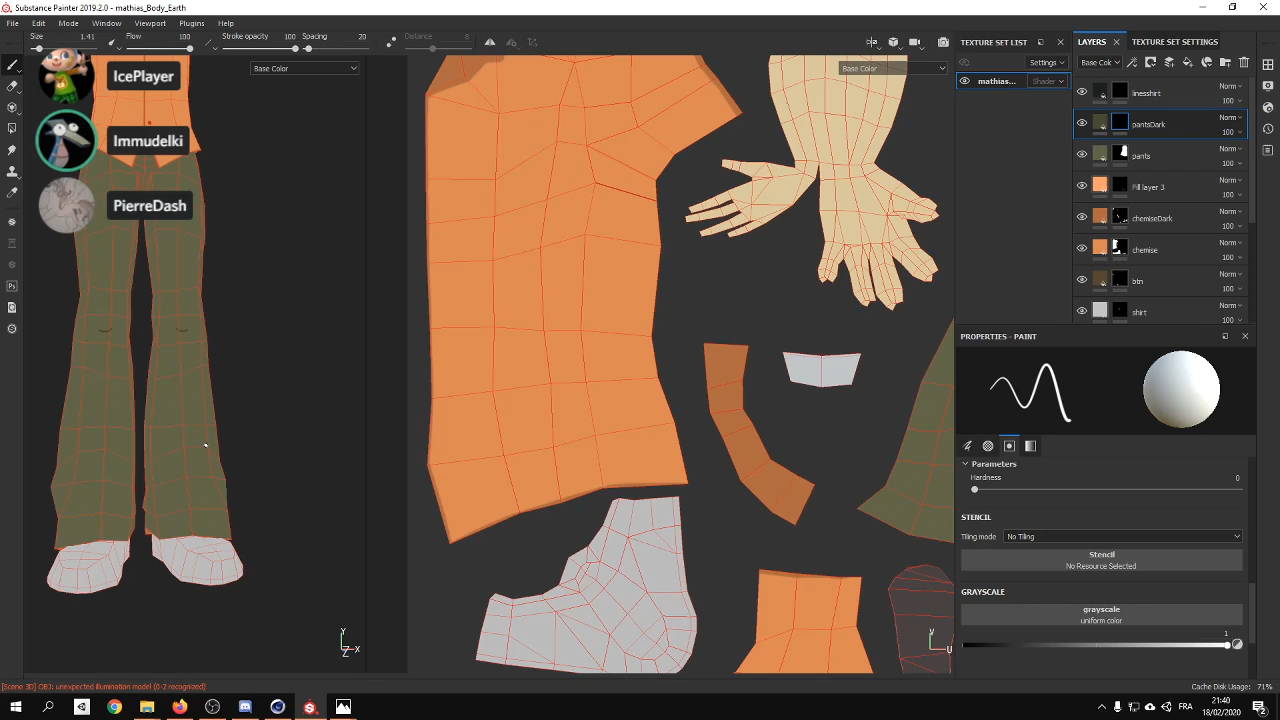 Substance Painter 2019.2.0 - mathias_Body_Earth
File Edit Mode Window Viewport Plugins Help
Size 1.41 Flow 100 Stroke opacity 100 Spacing 20 Distance 8
IcePlayer
Immudelki
PierreDash
Base Color
Base Color
TEXTURE SET LIST
Settings
mathias... Shader
LAYERS TEXTURE SET SETTINGS
Base Col
linesshirt Norm 100
pantsDark Norm 100
pants Norm 100
Fill layer 3 Norm 100
chemiseDark Norm 100
chemise Norm 100
btn Norm 100
shirt Norm 100
PROPERTIES - PAINT
Parameters
Hardness 0
STENCIL
Tiling mode No Tiling
Stencil
No Resource Selected
GRAYSCALE
grayscale
uniform color
1
Y
Z X
V
U
[Scene 3D] OBJ: unexpected illumination model (0-2 recognized)
Cache Disk Usage: 71%
FRA
21:40
18/02/2020
2